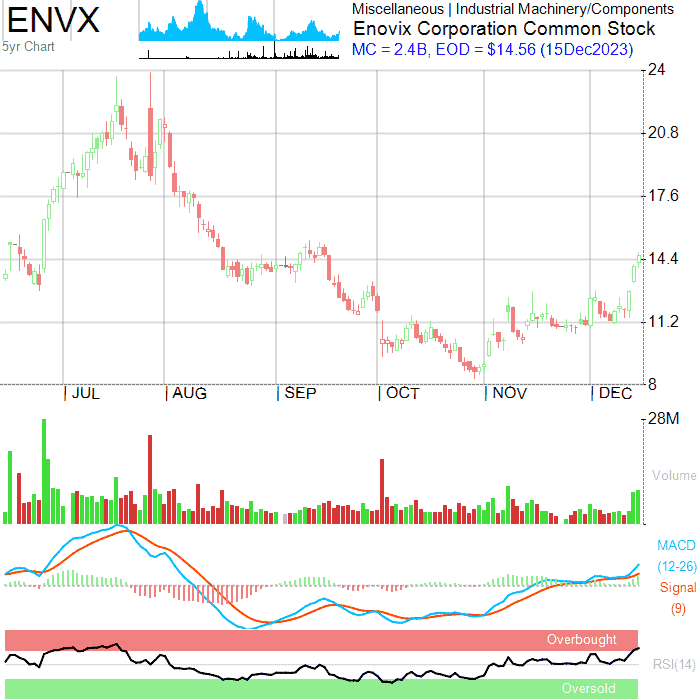 ENVX
5yr Chart
Miscellaneous | Industrial Machinery/Components
Enovix Corporation Common Stock
MC = 2.4B, EOD = $14.56 (15Dec2023)
24
20.8
17.6
14.4
11.2
8
| JUL | AUG | SEP | OCT | NOV | DEC
28M
Volume
MACD
(12-26)
Signal
(9)
Overbought
RSI(14)
Oversold